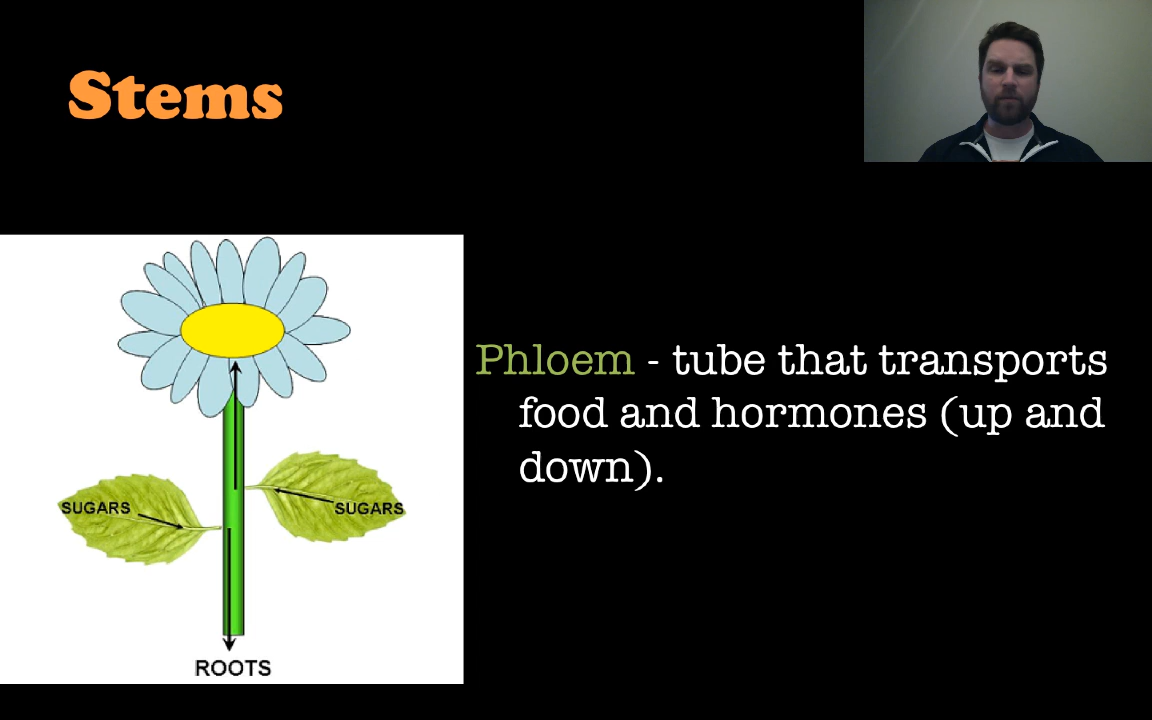 Stems
Phloem - tube that transports
food and hormones (up and
down).
SUGARS
SUGARS
ROOTS